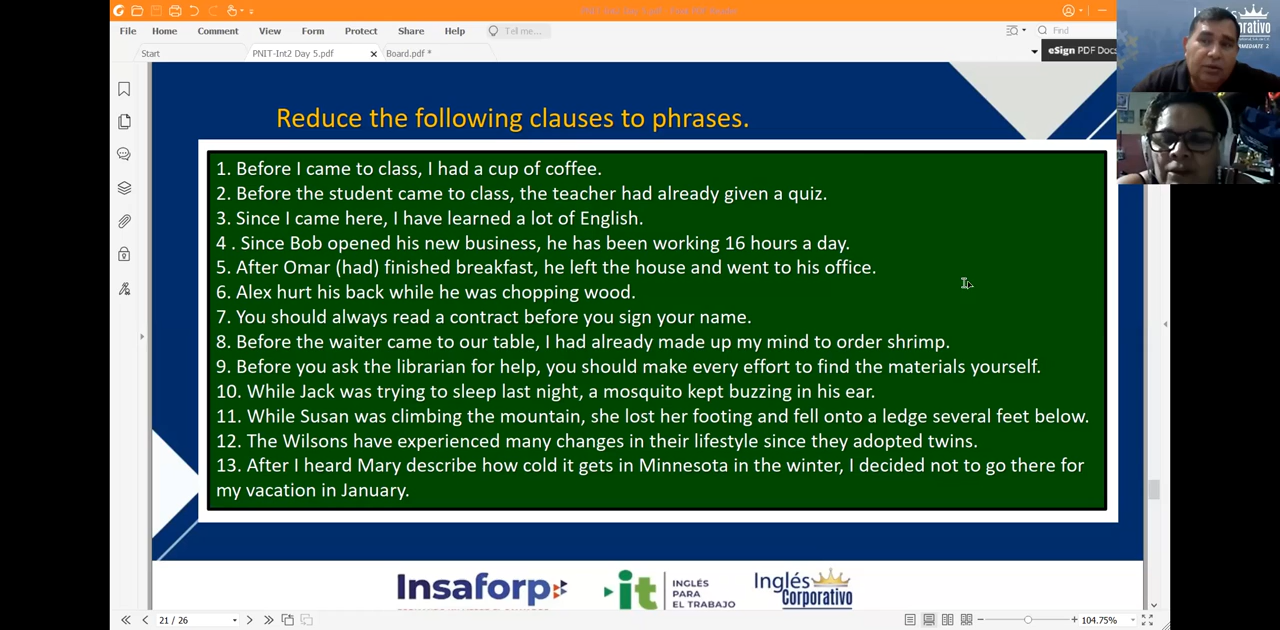 File Home Comment View Form Protect Share Help Tell me... Find
Start PNIT-Int2 Day 5.pdf Board.pdf * eSign PDF Docs
Reduce the following clauses to phrases.
1. Before I came to class, I had a cup of coffee.
2. Before the student came to class, the teacher had already given a quiz.
3. Since I came here, I have learned a lot of English.
4 . Since Bob opened his new business, he has been working 16 hours a day.
5. After Omar (had) finished breakfast, he left the house and went to his office.
6. Alex hurt his back while he was chopping wood.
7. You should always read a contract before you sign your name.
8. Before the waiter came to our table, I had already made up my mind to order shrimp.
9. Before you ask the librarian for help, you should make every effort to find the materials yourself.
10. While Jack was trying to sleep last night, a mosquito kept buzzing in his ear.
11. While Susan was climbing the mountain, she lost her footing and fell onto a ledge several feet below.
12. The Wilsons have experienced many changes in their lifestyle since they adopted twins.
13. After I heard Mary describe how cold it gets in Minnesota in the winter, I decided not to go there for
my vacation in January.
Insaforp
it
INGLÉS
PARA
EL TRABAJO
Inglés
Corporativo
21 / 26 104.75%